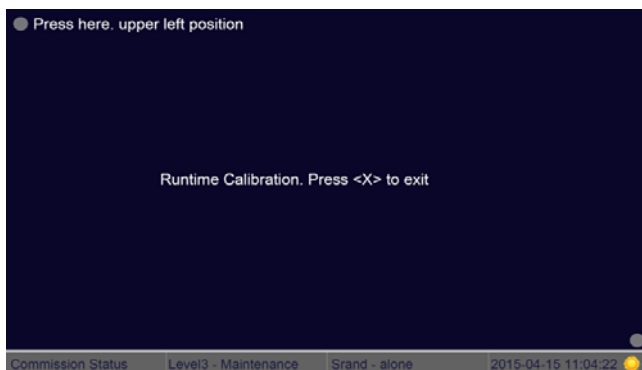 Press here. upper left position
Runtime Calibration. Press <X> to exit
Commission Status Level3 - Maintenance Srand - alone 2015-04-15 11:04:22